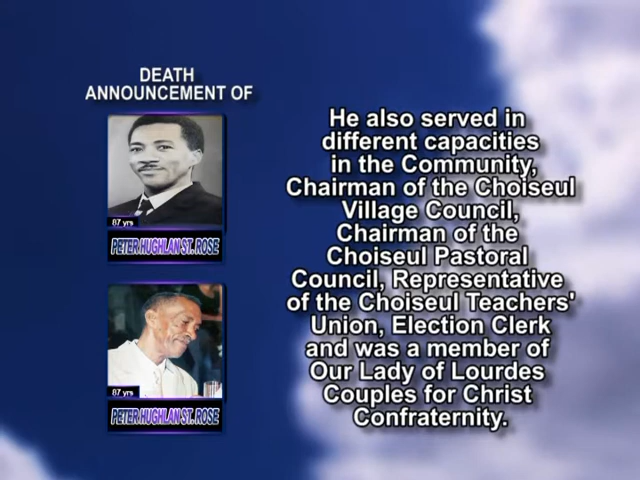 DEATH
ANNOUNCEMENT OF
87 yrs
PETER HUGHLAN ST. ROSE
87 yrs
PETER HUGHLAN ST. ROSE
He also served in
different capacities
in the Community,
Chairman of the Choiseul
Village Council,
Chairman of the
Choiseul Pastoral
Council, Representative
of the Choiseul Teachers'
Union, Election Clerk
and was a member of
Our Lady of Lourdes
Couples for Christ
Confraternity.